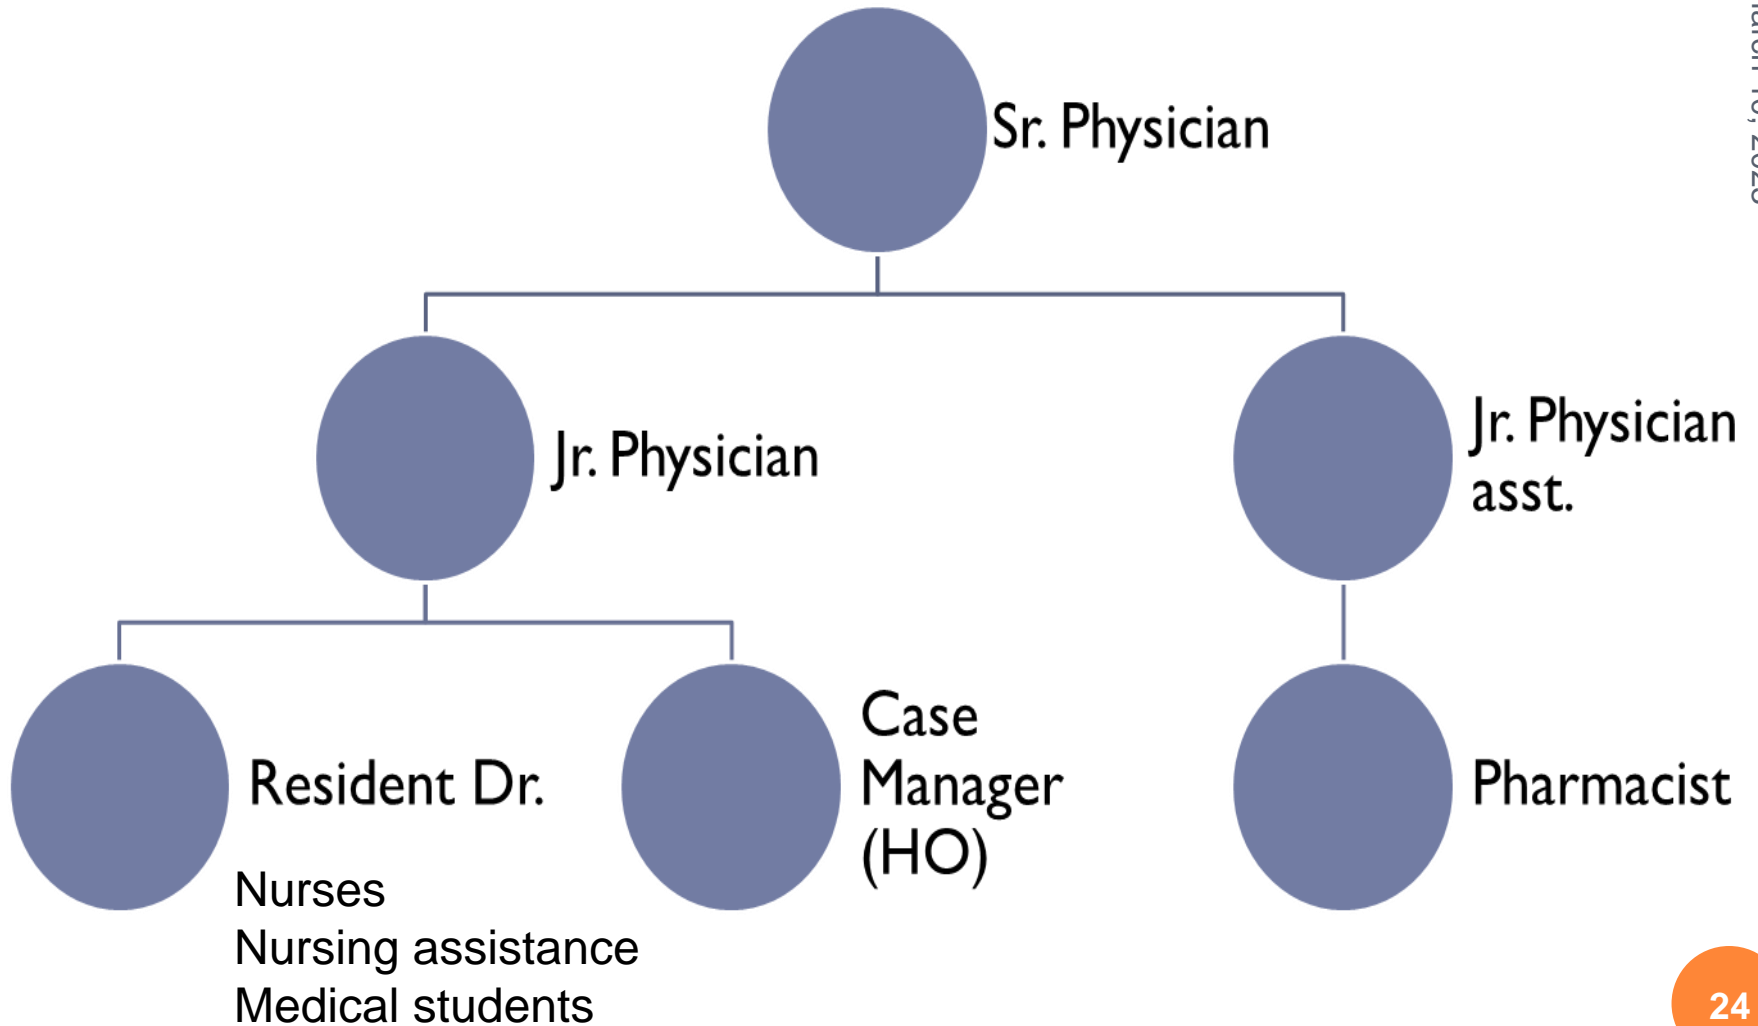 Sr. Physician
Jr. Physician
Jr. Physician
asst.
Resident Dr.
Case
Manager
(HO)
Pharmacist
Nurses
Nursing assistance
Medical students
24